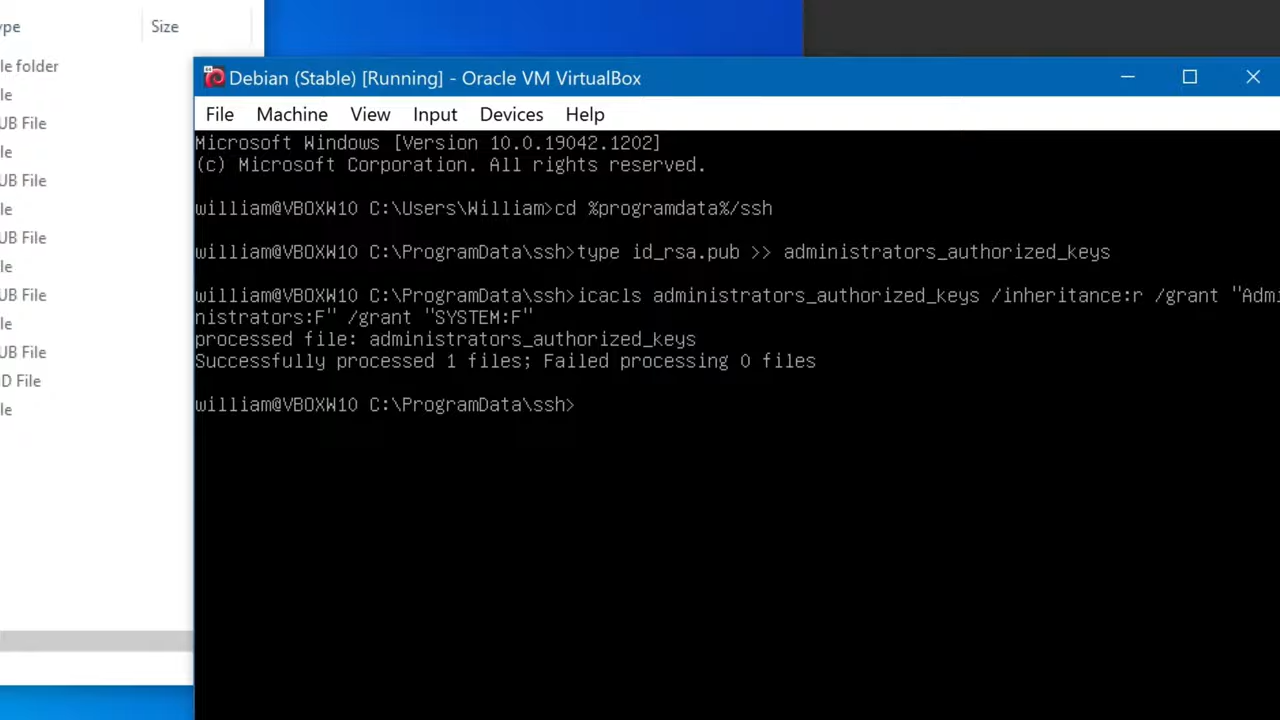 ype Size
le folder
le
UB File
le
UB File
le
UB File
le
UB File
le
UB File
D File
le
Debian (Stable) [Running] - Oracle VM VirtualBox
File Machine View Input Devices Help
Microsoft Windows [Version 10.0.19042.1202]
(c) Microsoft Corporation. All rights reserved.
william@VBOXW10 C:\Users\William>cd %programdata%/ssh
william@VBOXW10 C:\ProgramData\ssh>type id_rsa.pub >> administrators_authorized_keys
william@VBOXW10 C:\ProgramData\ssh>icacls administrators_authorized_keys /inheritance:r /grant "Admi
nistrators:F" /grant "SYSTEM:F"
processed file: administrators_authorized_keys
Successfully processed 1 files; Failed processing 0 files
william@VBOXW10 C:\ProgramData\ssh>